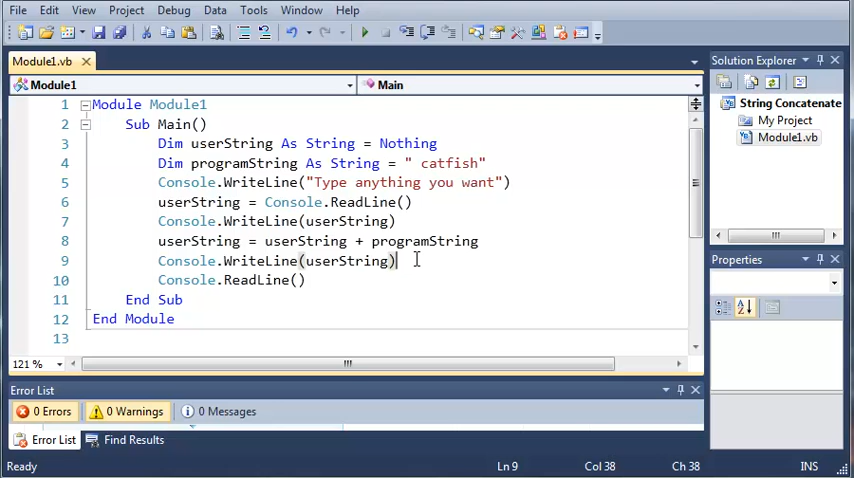 File Edit View Project Debug Data Tools Window Help
Module1.vb
Solution Explorer
Module1 Main
String Concatenate
My Project
Module1.vb
1 Module Module1
2 Sub Main()
3 Dim userString As String = Nothing
4 Dim programString As String = " catfish"
5 Console.WriteLine("Type anything you want")
6 userString = Console.ReadLine()
7 Console.WriteLine(userString)
8 userString = userString + programString
9 Console.WriteLine(userString)
10 Console.ReadLine()
11 End Sub
12 End Module
13
Properties
121 %
Error List
0 Errors 0 Warnings 0 Messages
Error List Find Results
Ready Ln 9 Col 38 Ch 38 INS